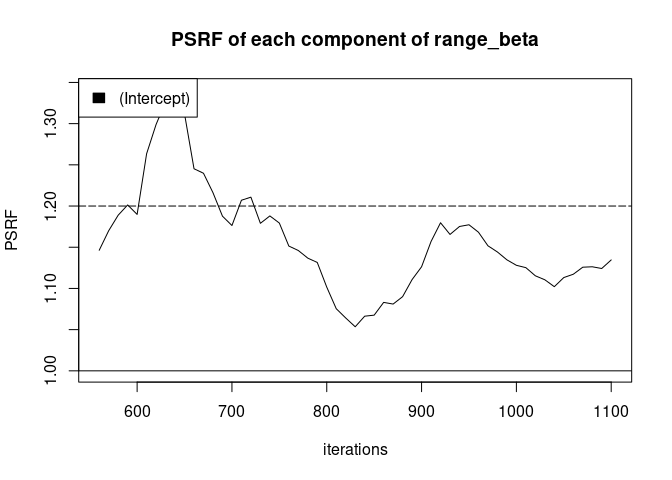 PSRF of each component of range_beta
(Intercept)
PSRF
1.30
1.20
1.10
1.00
600 700 800 900 1000 1100
iterations